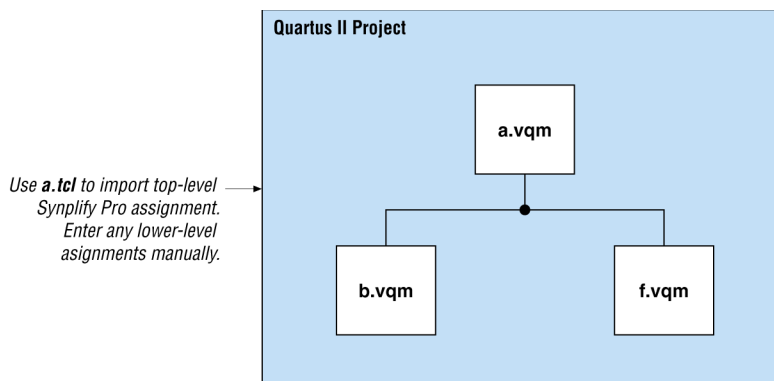 Quartus II Project
a.vqm
Use a.tcl to import top-level
Synplify Pro assignment.
Enter any lower-level
asignments manually.
b.vqm
f.vqm